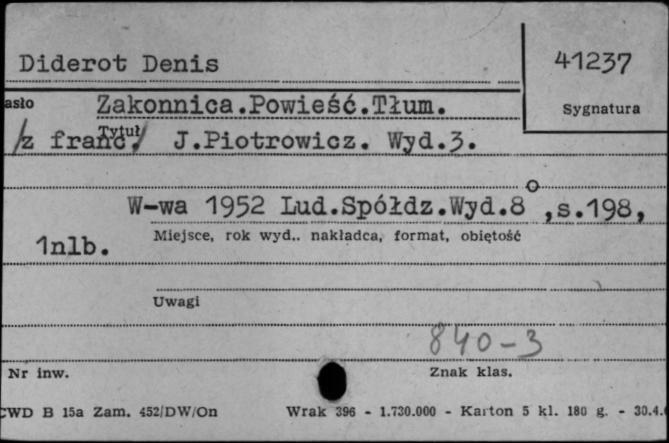 Diderot Denis
41237
Sygnatura
asło Zakonnica.Powieść.Tłum.
Tytuł
/z franc./ J.Piotrowicz. Wyd.3.
W-wa 1952 Lud.Spółdz.Wyd.8°,s.198,
Miejsce, rok wyd.. nakładca, format, objętość
1nlb.
Uwagi
840-3
Nr inw. Znak klas.
CWD B 15a Zam. 452/DW/On Wrak 396 - 1.730.000 - Karton 5 kl. 180 g. - 30.4.